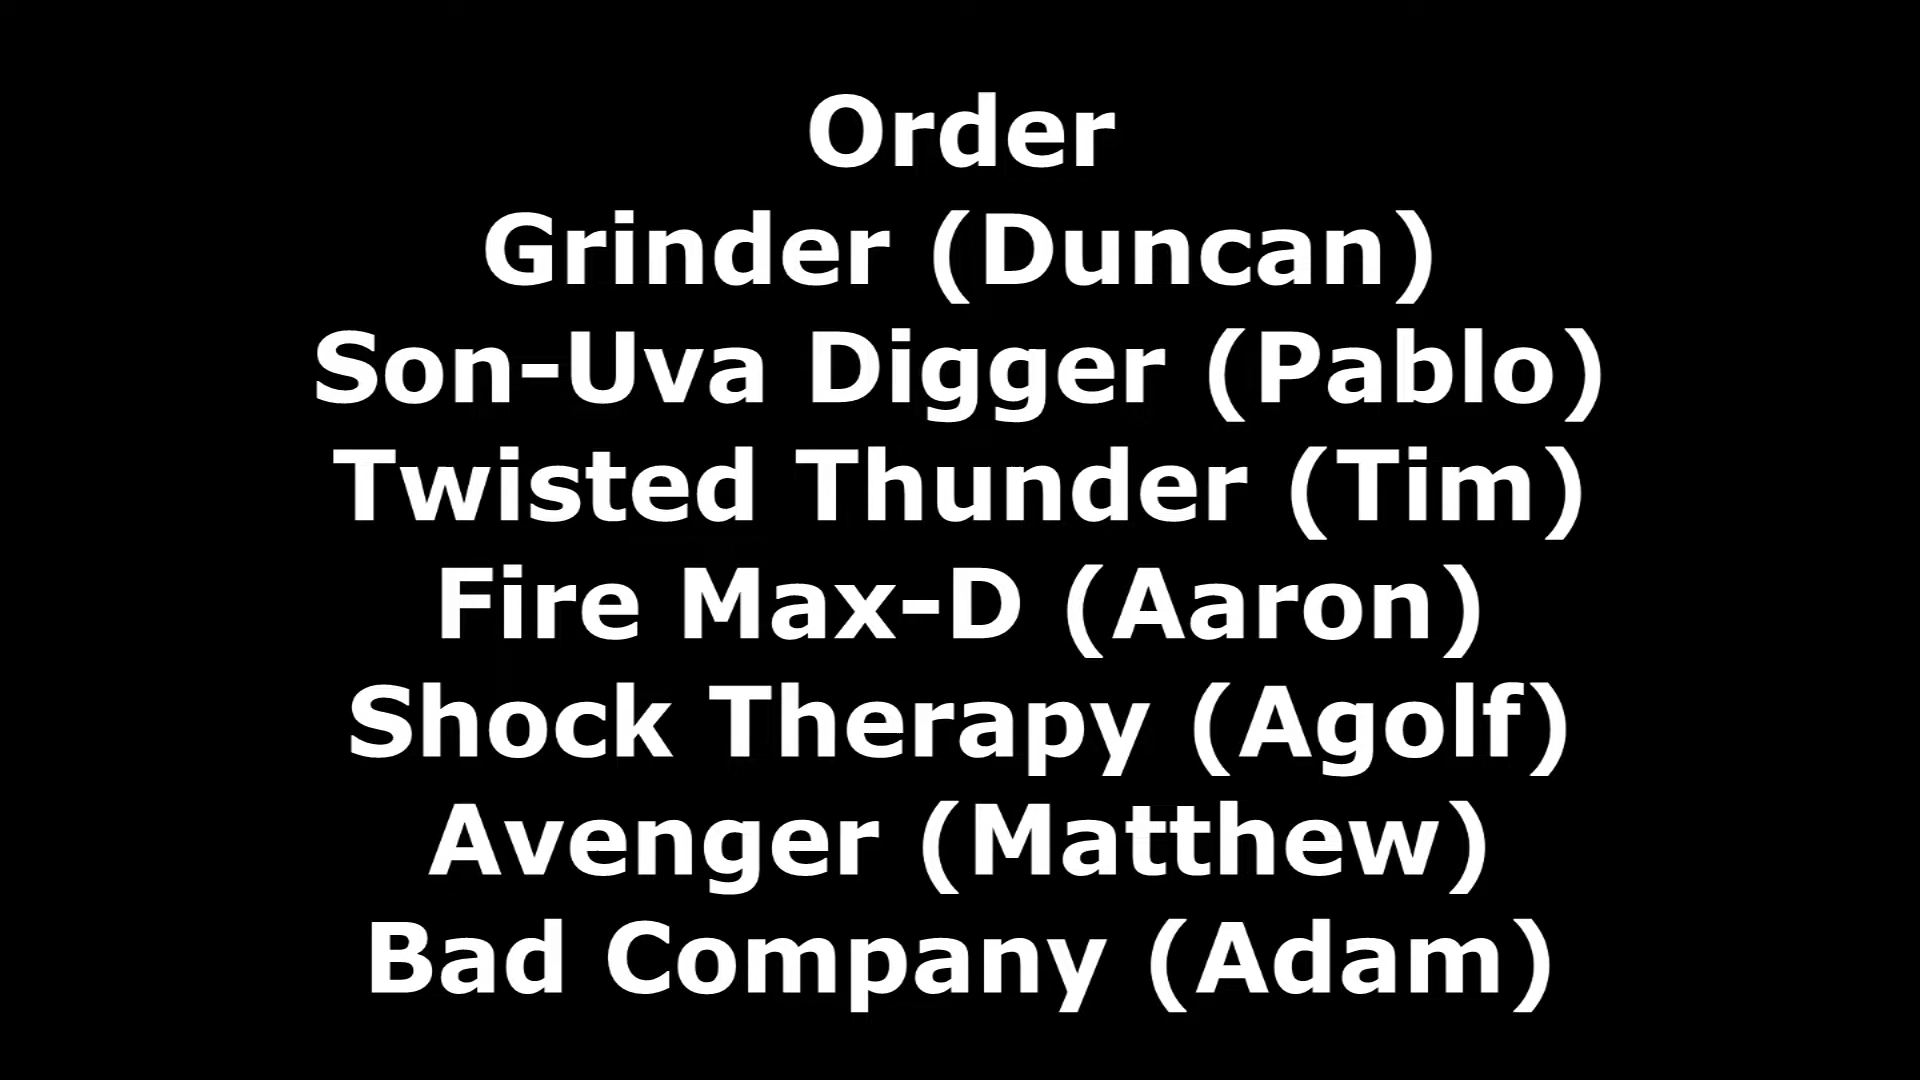 Order
Grinder (Duncan)
Son-Uva Digger (Pablo)
Twisted Thunder (Tim)
Fire Max-D (Aaron)
Shock Therapy (Agolf)
Avenger (Matthew)
Bad Company (Adam)